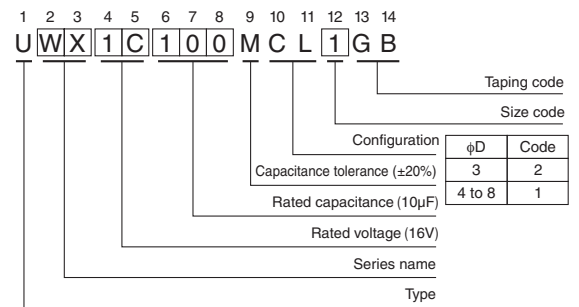 1 2 3 4 5 6 7 8 9 10 11 12 13 14
U W X 1 C 1 0 0 M C L 1 G B
Taping code
Size code
Configuration
ϕD Code
Capacitance tolerance (±20%)
3 2
4 to 8 1
Rated capacitance (10µF)
Rated voltage (16V)
Series name
Type